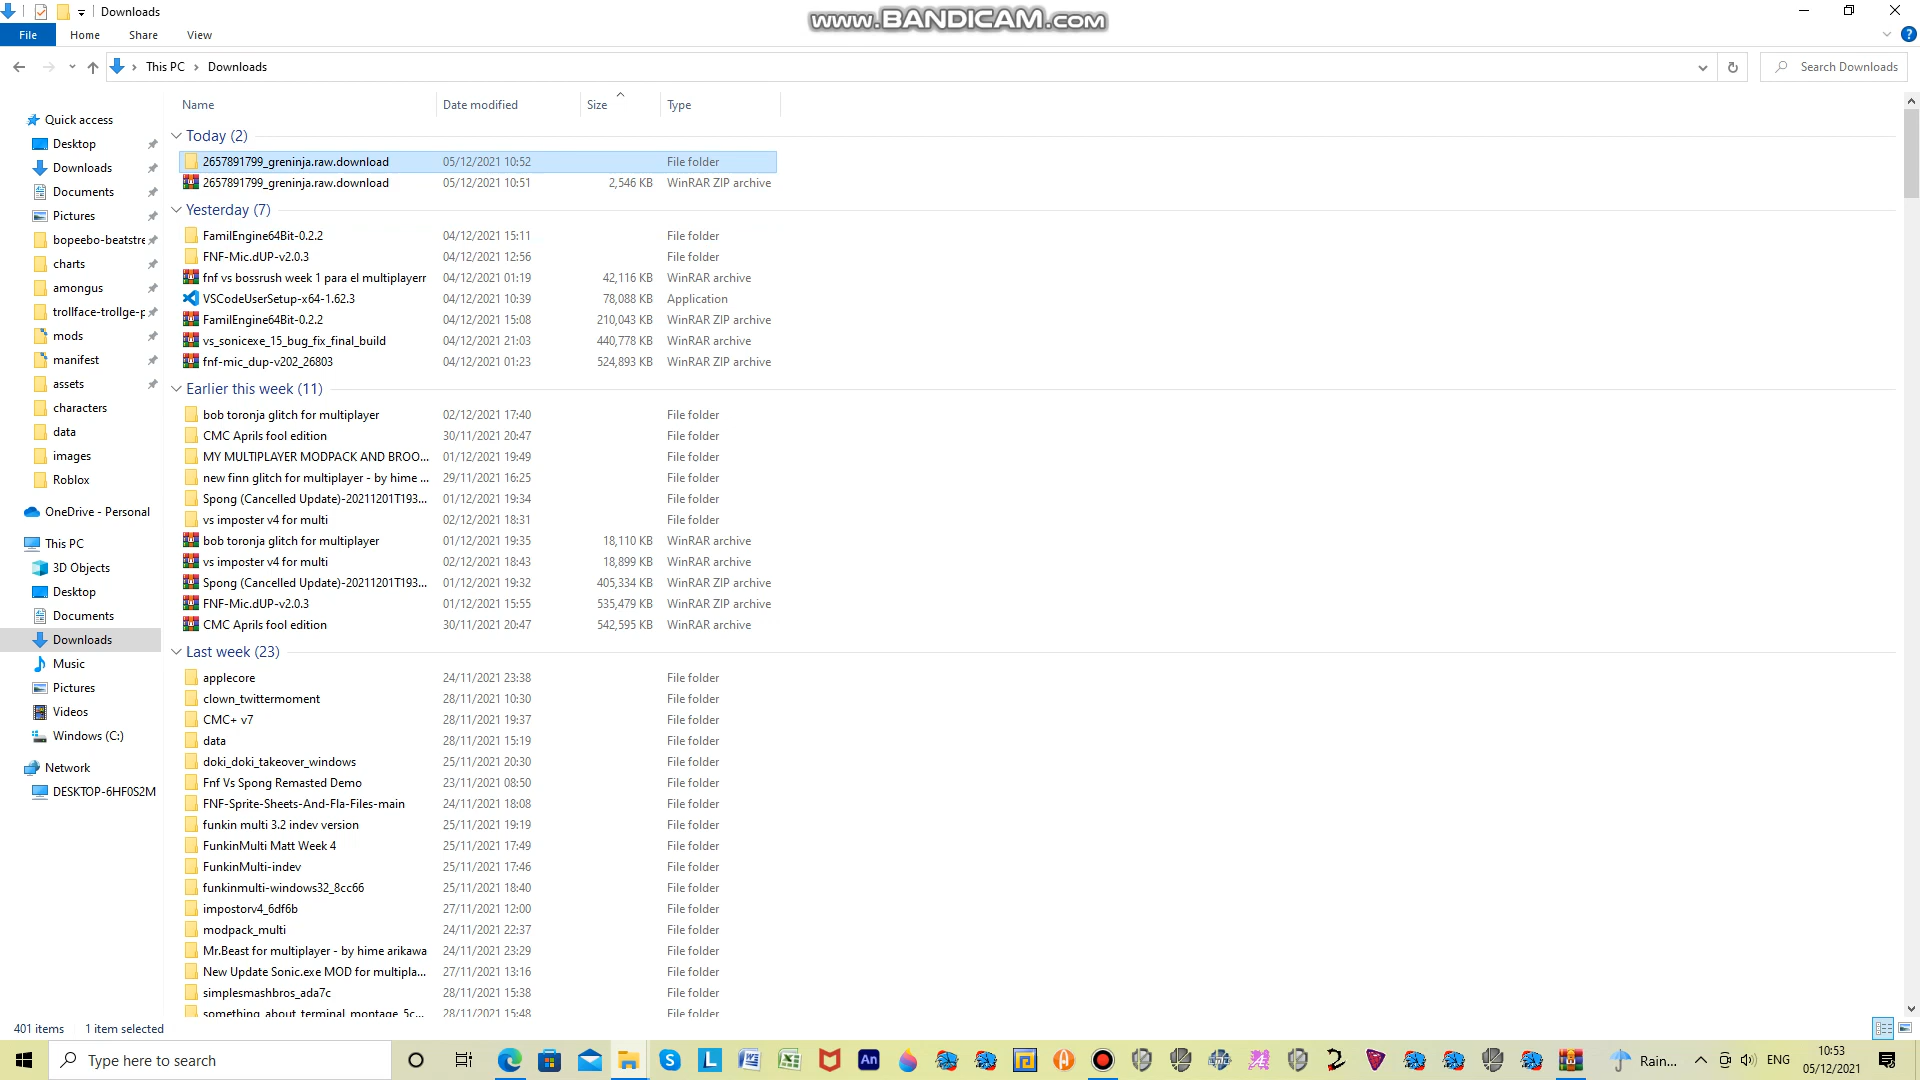 Downloads
www.BANDICAM.com
File Home Share View
This PC Downloads
Search Downloads
Name Date modified Size Type
Quick access
Desktop
Downloads
Documents
Pictures
bopeebo-beatstre
charts
amongus
trollface-trollge-p
mods
manifest
assets
characters
data
images
Roblox
OneDrive - Personal
This PC
3D Objects
Desktop
Documents
Downloads
Music
Pictures
Videos
Windows (C:)
Network
DESKTOP-6HF0S2M
Today (2)
2657891799_greninja.raw.download 05/12/2021 10:52 File folder
2657891799_greninja.raw.download 05/12/2021 10:51 2,546 KB WinRAR ZIP archive
Yesterday (7)
FamilEngine64Bit-0.2.2 04/12/2021 15:11 File folder
FNF-Mic.dUP-v2.0.3 04/12/2021 12:56 File folder
fnf vs bossrush week 1 para el multiplayerr 04/12/2021 01:19 42,116 KB WinRAR archive
VSCodeUserSetup-x64-1.62.3 04/12/2021 10:39 78,088 KB Application
FamilEngine64Bit-0.2.2 04/12/2021 15:08 210,043 KB WinRAR ZIP archive
vs_sonicexe_15_bug_fix_final_build 04/12/2021 21:03 440,778 KB WinRAR archive
fnf-mic_dup-v202_26803 04/12/2021 01:23 524,893 KB WinRAR ZIP archive
Earlier this week (11)
bob toronja glitch for multiplayer 02/12/2021 17:40 File folder
CMC Aprils fool edition 30/11/2021 20:47 File folder
MY MULTIPLAYER MODPACK AND BROO... 01/12/2021 19:49 File folder
new finn glitch for multiplayer - by hime ... 29/11/2021 16:25 File folder
Spong (Cancelled Update)-20211201T193... 01/12/2021 19:34 File folder
vs imposter v4 for multi 02/12/2021 18:31 File folder
bob toronja glitch for multiplayer 01/12/2021 19:35 18,110 KB WinRAR archive
vs imposter v4 for multi 02/12/2021 18:43 18,899 KB WinRAR archive
Spong (Cancelled Update)-20211201T193... 01/12/2021 19:32 405,334 KB WinRAR ZIP archive
FNF-Mic.dUP-v2.0.3 01/12/2021 15:55 535,479 KB WinRAR ZIP archive
CMC Aprils fool edition 30/11/2021 20:47 542,595 KB WinRAR archive
Last week (23)
applecore 24/11/2021 23:38 File folder
clown_twittermoment 28/11/2021 10:30 File folder
CMC+ v7 28/11/2021 19:37 File folder
data 28/11/2021 15:19 File folder
doki_doki_takeover_windows 25/11/2021 20:30 File folder
Fnf Vs Spong Remasted Demo 23/11/2021 08:50 File folder
FNF-Sprite-Sheets-And-Fla-Files-main 24/11/2021 18:08 File folder
funkin multi 3.2 indev version 25/11/2021 19:19 File folder
FunkinMulti Matt Week 4 25/11/2021 17:49 File folder
FunkinMulti-indev 25/11/2021 17:46 File folder
funkinmulti-windows32_8cc66 25/11/2021 18:40 File folder
impostorv4_6df6b 27/11/2021 12:00 File folder
modpack_multi 24/11/2021 22:37 File folder
Mr.Beast for multiplayer - by hime arikawa 24/11/2021 23:29 File folder
New Update Sonic.exe MOD for multipla... 27/11/2021 13:16 File folder
simplesmashbros_ada7c 28/11/2021 15:38 File folder
something_about_terminal_montage_5c... 28/11/2021 15:48 File folder
401 items 1 item selected
Type here to search
Rain... ENG
10:53
05/12/2021